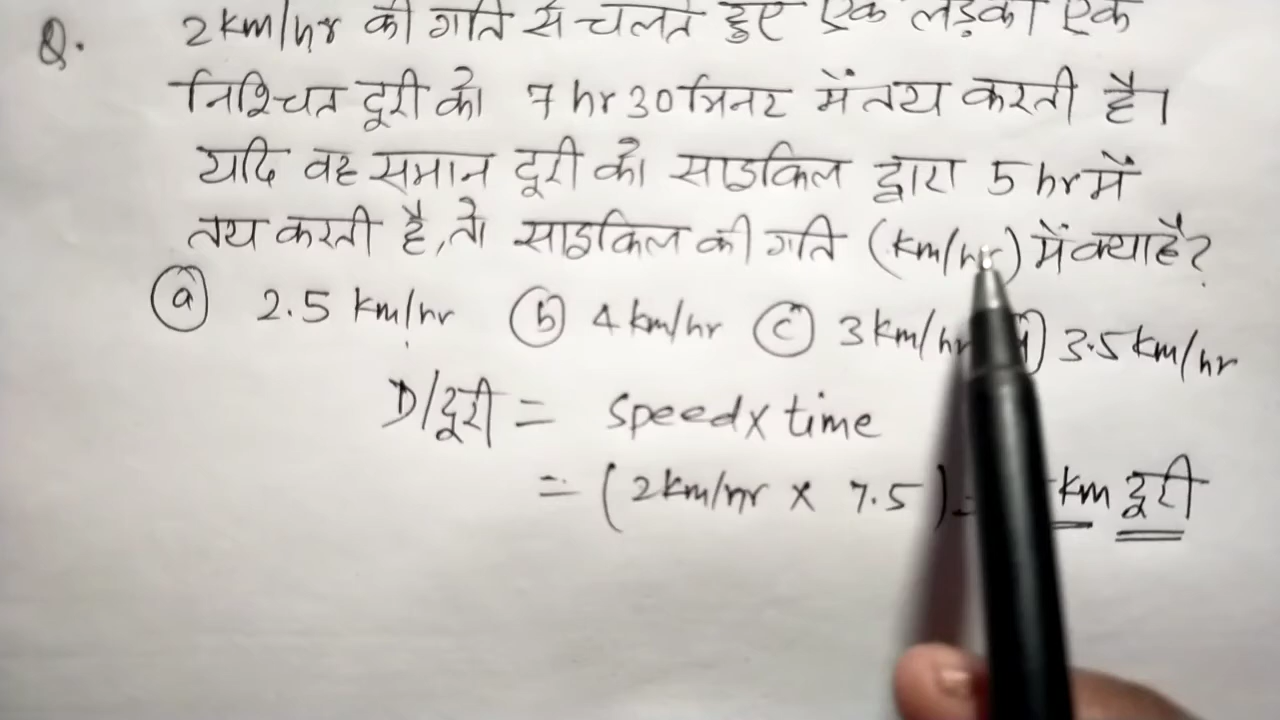 Q. 2km/hr की गति से चलते हुए एक लड़की एक
निश्चित दूरी को 7 hr 30 मिनट में तय करती है।
यदि वह समान दूरी को साइकिल द्वारा 5 hr में
तय करती है, तो साइकिल की गति (km/hr) में क्या है?
(a) 2.5 km/hr (b) 4 km/hr (c) 3 km/hr 3.5 km/hr
D/दूरी = speed x time
= (2km/hr x 7.5) = km दूरी